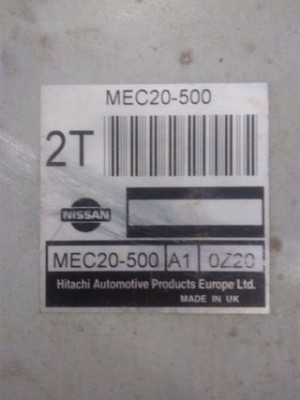 MEC20-500
2T
NISSAN
MEC20-500 A1 0Z20
Hitachi Automotive Products Europe Ltd.
MADE IN UK